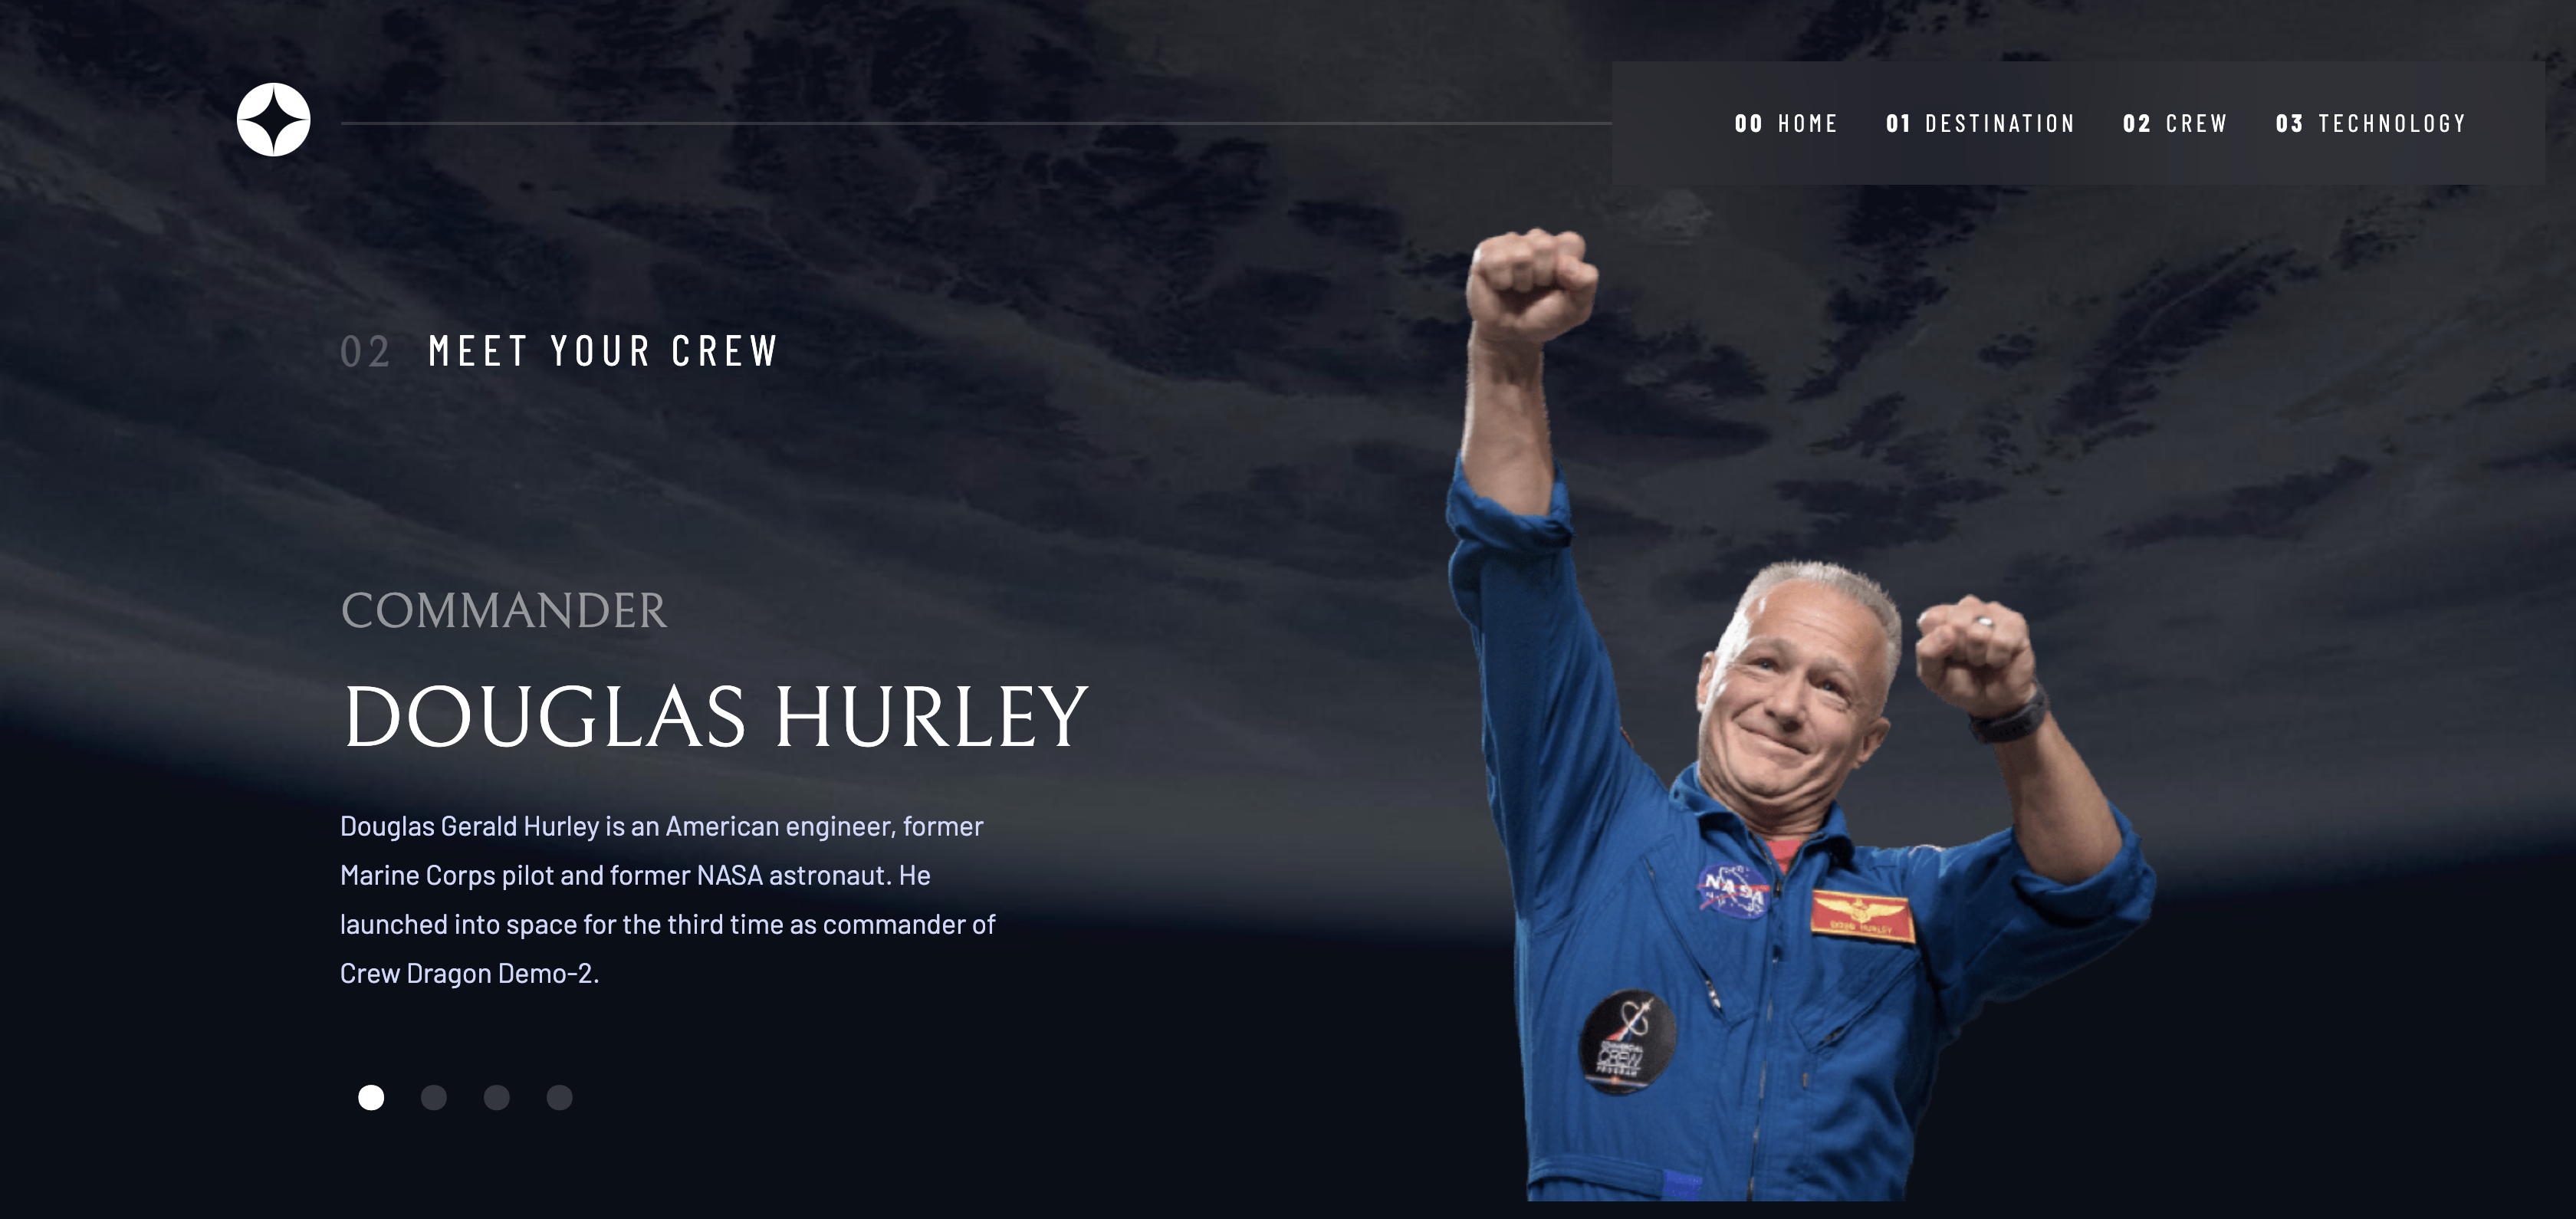 00 HOME 01 DESTINATION 02 CREW 03 TECHNOLOGY
02 MEET YOUR CREW
COMMANDER
DOUGLAS HURLEY
Douglas Gerald Hurley is an American engineer, former
Marine Corps pilot and former NASA astronaut. He
launched into space for the third time as commander of
Crew Dragon Demo-2.
NASA
DOUG HURLEY
COMMERCIAL
CREW
PROGRAM